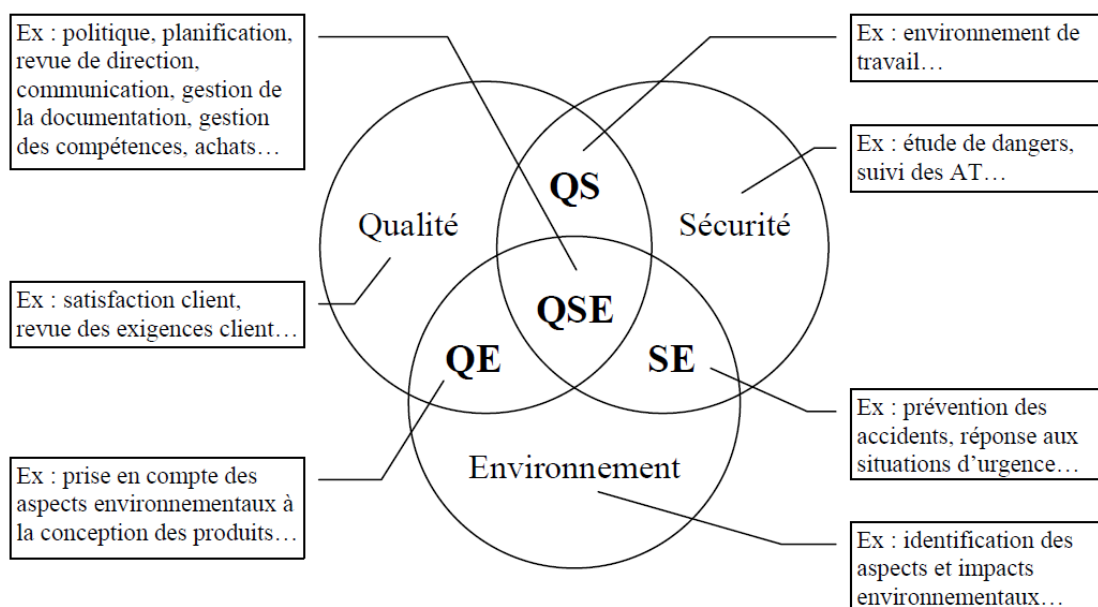 Ex : politique, planification,
revue de direction,
communication, gestion de
la documentation, gestion
des compétences, achats…
Ex : environnement de
travail…
Ex : étude de dangers,
suivi des AT…
QS
Qualité
Sécurité
Ex : satisfaction client,
revue des exigences client…
QSE
QE
SE
Ex : prévention des
accidents, réponse aux
situations d’urgence…
Environnement
Ex : prise en compte des
aspects environnementaux à
la conception des produits…
Ex : identification des
aspects et impacts
environnementaux…